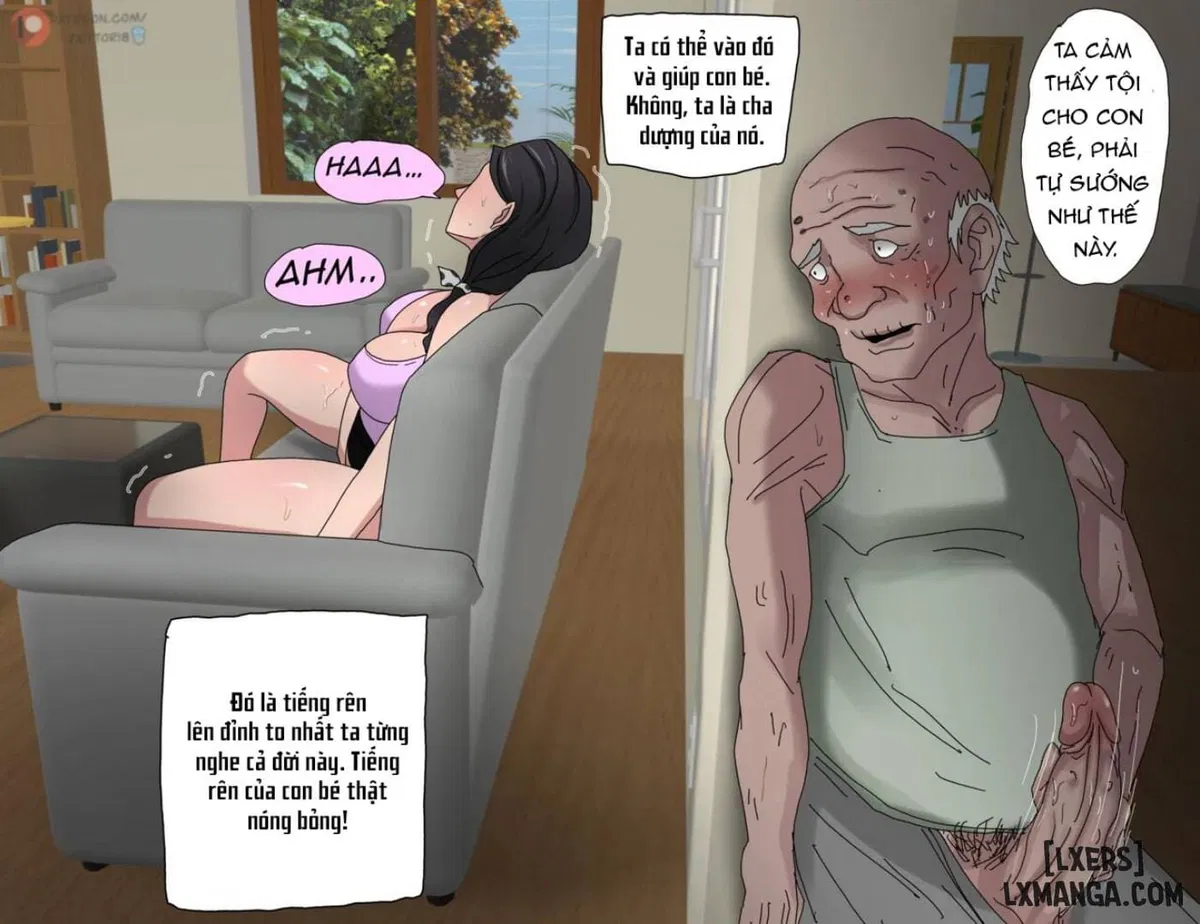 Ta có thể vào đó
và giúp con bé.
Không, ta là cha
dượng của nó.
TA CẢM
THẤY TỘI
CHO CON
BÉ, PHẢI
TỰ SƯỚNG
NHƯ THẾ
NÀY.
HAAA...
AHM..
Đó là tiếng rên
lên đỉnh to nhất ta từng
nghe cả đời này. Tiếng
rên của con bé thật
nóng bỏng!
[LXERS]
LXMANGA.COM